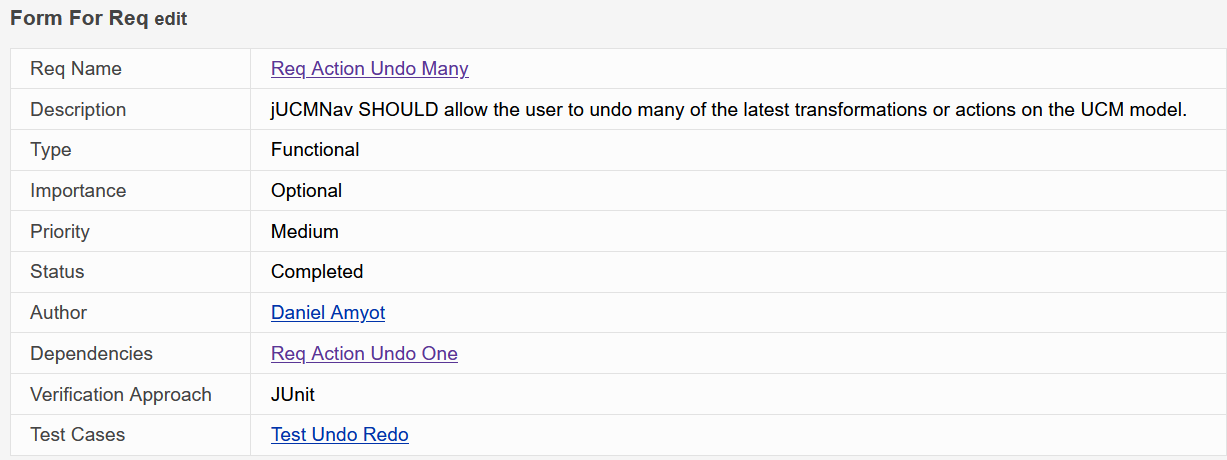 Form For Req edit
Req Name Req Action Undo Many
Description jUCMNav SHOULD allow the user to undo many of the latest transformations or actions on the UCM model.
Type Functional
Importance Optional
Priority Medium
Status Completed
Author Daniel Amyot
Dependencies Req Action Undo One
Verification Approach JUnit
Test Cases Test Undo Redo